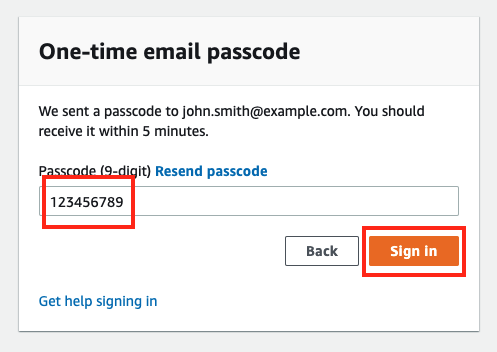 One-time email passcode
We sent a passcode to john.smith@example.com. You should
receive it within 5 minutes.
Passcode (9-digit) Resend passcode
123456789
Back Sign in
Get help signing in